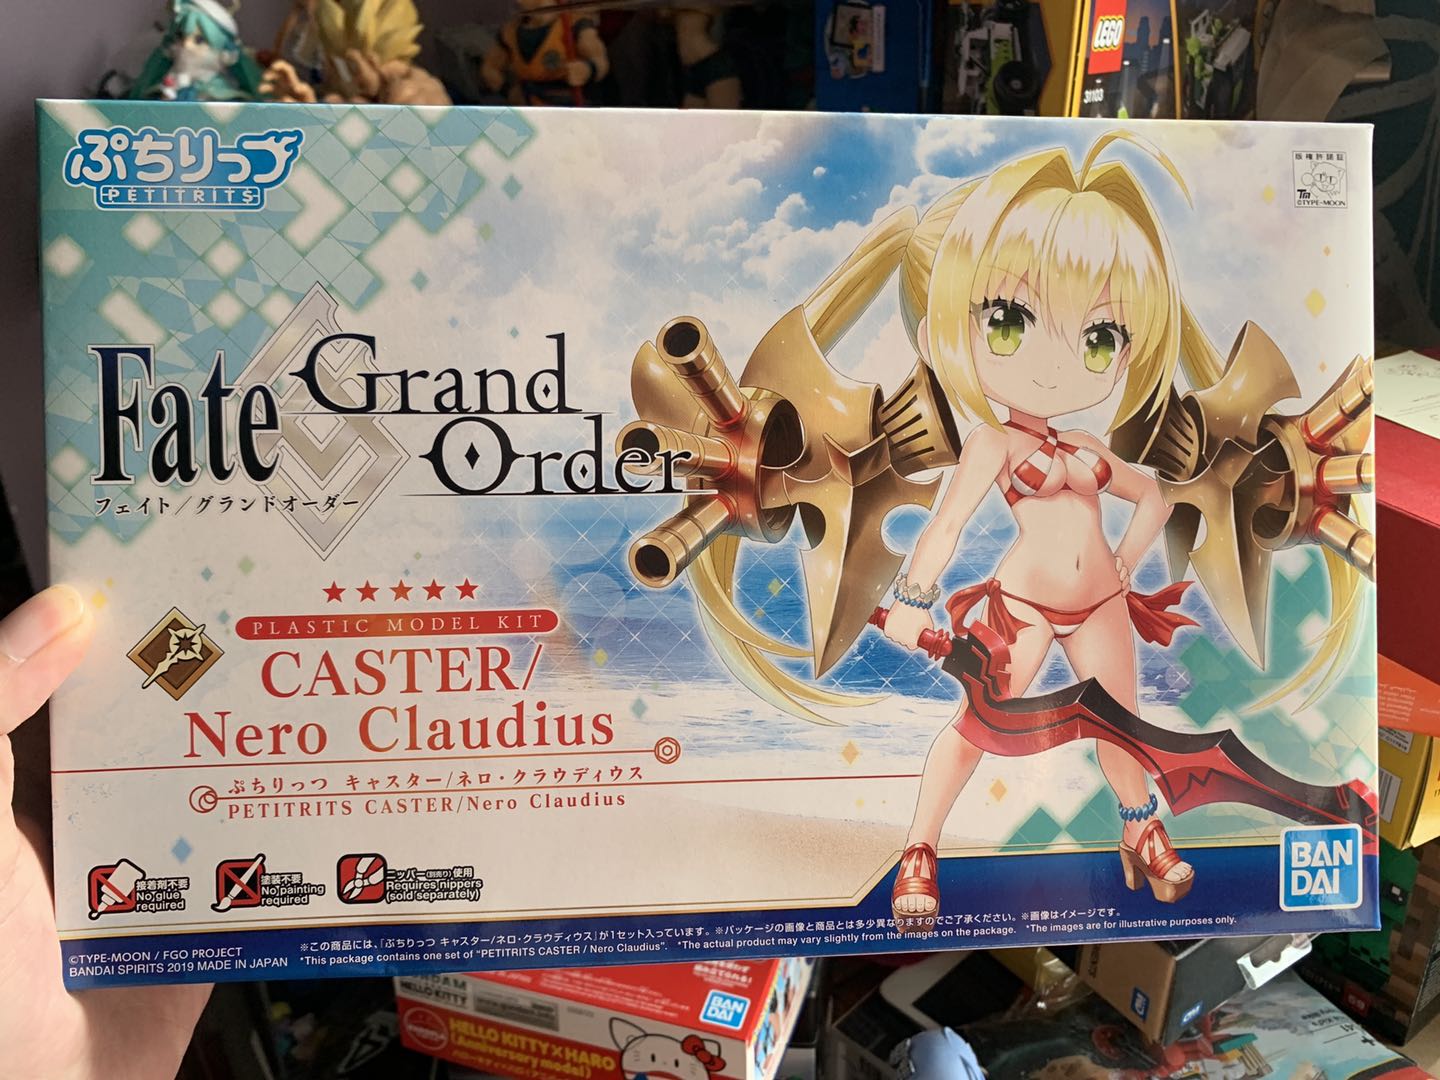 LEGO
31103
ぷちりっつ
PETITRITS
版権許諾証
TM
©TYPE-MOON
Fate
Grand
Order
フェイト／グランドオーダー
★★★★★
PLASTIC MODEL KIT
CASTER/
Nero Claudius
ぷちりっつ キャスター/ネロ・クラウディウス
PETITRITS CASTER/Nero Claudius
接着剤不要
No glue
required
塗装不要
No painting
required
ニッパー(別売り)使用
Requires nippers
(sold separately)
BAN
DAI
©TYPE-MOON / FGO PROJECT
BANDAI SPIRITS 2019 MADE IN JAPAN
※この商品には、「ぷちりっつ キャスター/ネロ・クラウディウス」が1セット入っています。※パッケージの画像と商品とは多少異なりますのでご了承ください。※画像はイメージです。
*This package contains one set of "PETITRITS CASTER / Nero Claudius". *The actual product may vary slightly from the images on the package. *The images are for illustrative purposes only.
HELLO KITTY
BAN
DAI
HELLO KITTY×HARO
[Anniversary model]